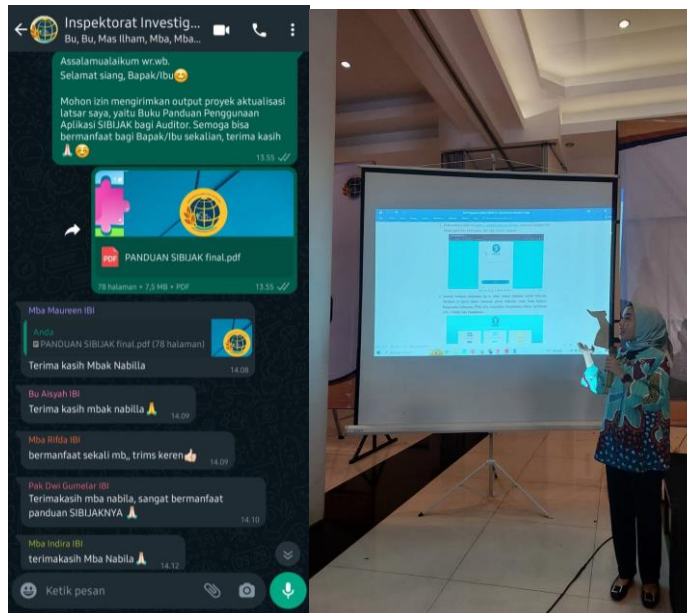 Inspektorat Investig...
Bu, Bu, Mas Ilham, Mba, Mba...
Assalamualaikum wr.wb.
Selamat siang, Bapak/Ibu😊
Mohon izin mengirimkan output proyek aktualisasi
latsar saya, yaitu Buku Panduan Penggunaan
Aplikasi SIBIJAK bagi Auditor. Semoga bisa
bermanfaat bagi Bapak/Ibu sekalian, terima kasih
🙏😊
13.55
PDF
PANDUAN SIBIJAK final.pdf
78 halaman • 7,5 MB • PDF
13.55
Mba Maureen IBI
Anda
PANDUAN SIBIJAK final.pdf (78 halaman)
Terima kasih Mbak Nabilla
14.08
Bu Aisyah IBI
Terima kasih mbak nabilla🙏
14.09
Mba Rifda IBI
bermanfaat sekali mb,, trims keren👍
14.09
Pak Dwi Gumelar IBI
Terimakasih mba nabila, sangat bermanfaat
panduan SIBIJAKNYA 🙏
14.10
Mba Indira IBI
terimakasih Mba Nabila🙏
14.12
Ketik pesan